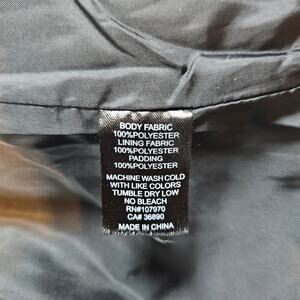 BODY FABRIC
100%POLYESTER
LINING FABRIC
100%POLYESTER
PADDING
100%POLYESTER
MACHINE WASH COLD
WITH LIKE COLORS
TUMBLE DRY LOW
NO BLEACH
RN#107970
CA# 36890
MADE IN CHINA